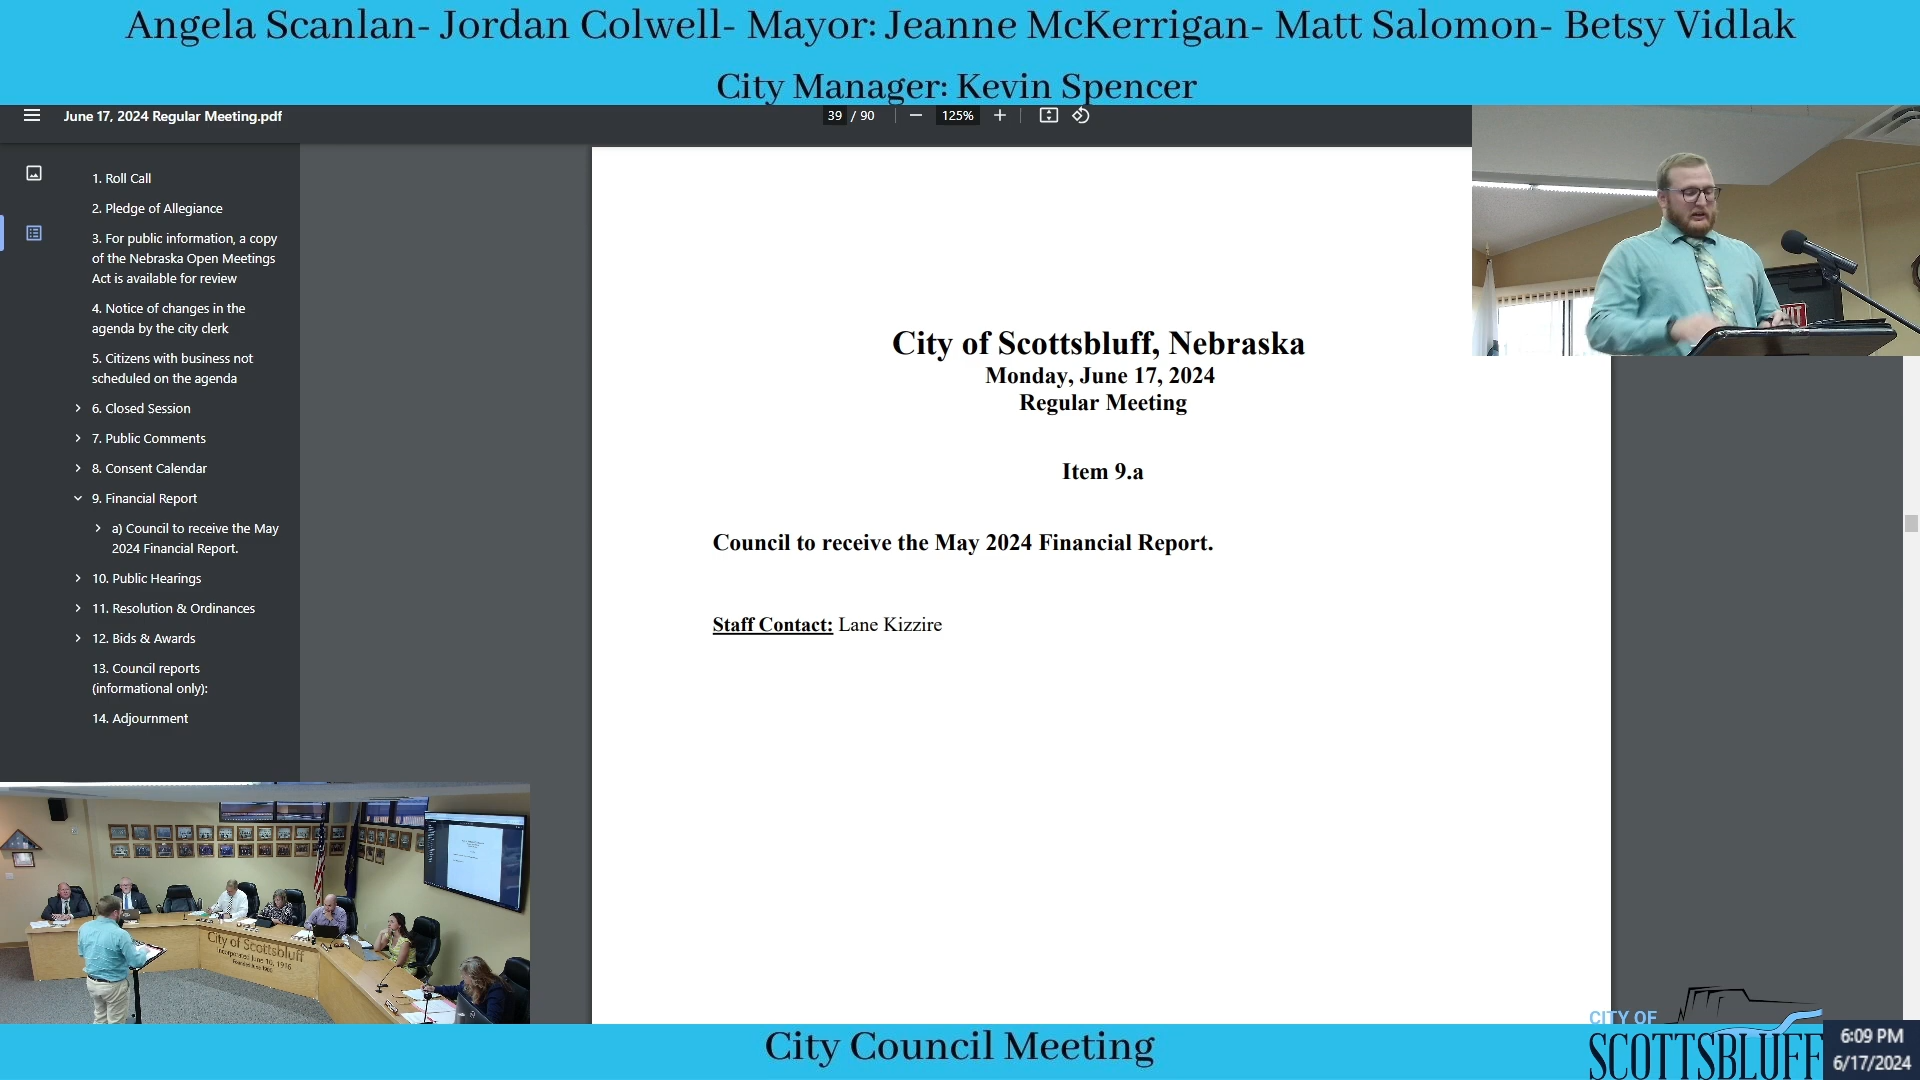 Angela Scanlan- Jordan Colwell- Mayor: Jeanne McKerrigan- Matt Salomon- Betsy Vidlak
City Manager: Kevin Spencer
June 17, 2024 Regular Meeting.pdf
39 / 90
125%
1. Roll Call
2. Pledge of Allegiance
3. For public information, a copy
of the Nebraska Open Meetings
Act is available for review
4. Notice of changes in the
agenda by the city clerk
5. Citizens with business not
scheduled on the agenda
6. Closed Session
7. Public Comments
8. Consent Calendar
9. Financial Report
a) Council to receive the May
2024 Financial Report.
10. Public Hearings
11. Resolution & Ordinances
12. Bids & Awards
13. Council reports
(informational only):
14. Adjournment
City of Scottsbluff, Nebraska
Monday, June 17, 2024
Regular Meeting
Item 9.a
Council to receive the May 2024 Financial Report.
Staff Contact: Lane Kizzire
City of Scottsbluff
Incorporated June 10, 1916
City Council Meeting
CITY OF
SCOTTSBLUFF
6:09 PM
6/17/2024